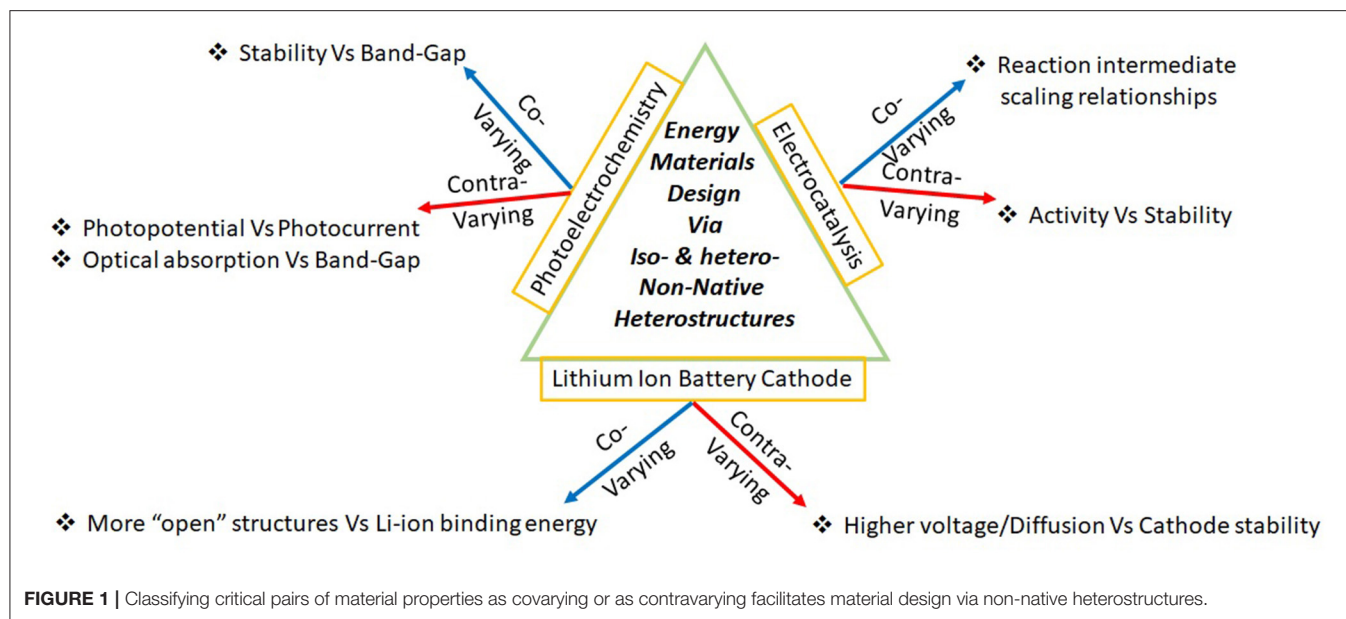 ❖ Stability Vs Band-Gap
Co-
Varying
Contra-
Varying
❖ Photopotential Vs Photocurrent
❖ Optical absorption Vs Band-Gap
Photoelectrochemistry
Energy
Materials
Design
Via
Iso- & hetero-
Non-Native
Heterostructures
Electrocatalysis
Co-
Varying
❖ Reaction intermediate
scaling relationships
Contra-
Varying
❖ Activity Vs Stability
Lithium Ion Battery Cathode
Co-
Varying
Contra-
Varying
❖ More “open” structures Vs Li-ion binding energy
❖ Higher voltage/Diffusion Vs Cathode stability
FIGURE 1 | Classifying critical pairs of material properties as covarying or as contravarying facilitates material design via non-native heterostructures.